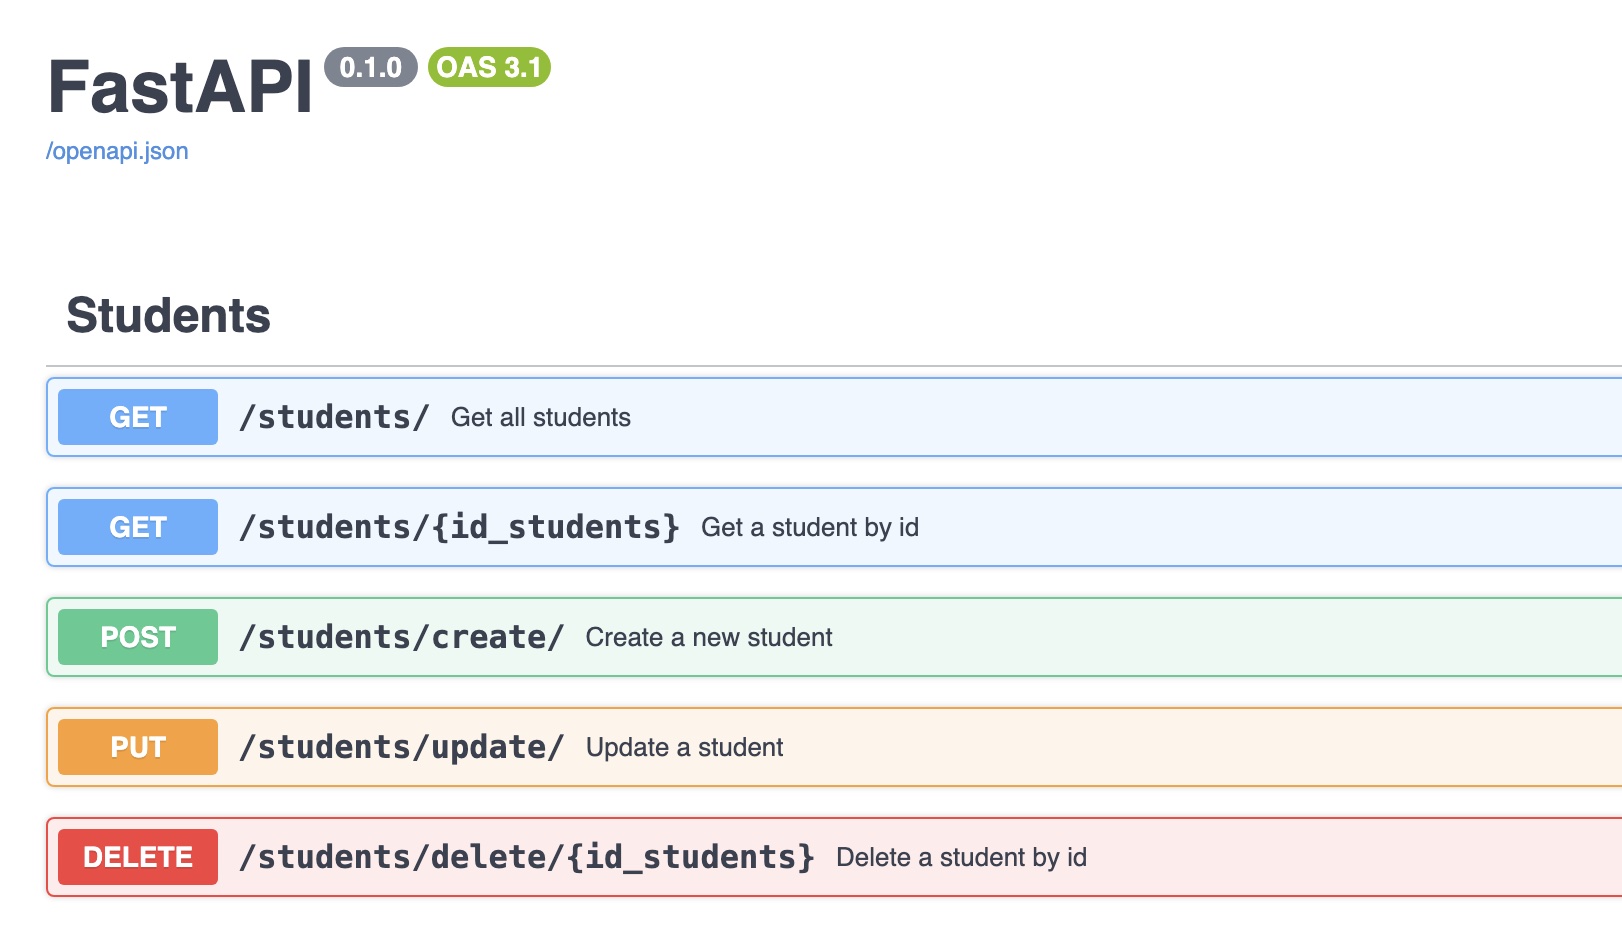 FastAPI 0.1.0 OAS 3.1
/openapi.json
Students
GET /students/ Get all students
GET /students/{id_students} Get a student by id
POST /students/create/ Create a new student
PUT /students/update/ Update a student
DELETE /students/delete/{id_students} Delete a student by id